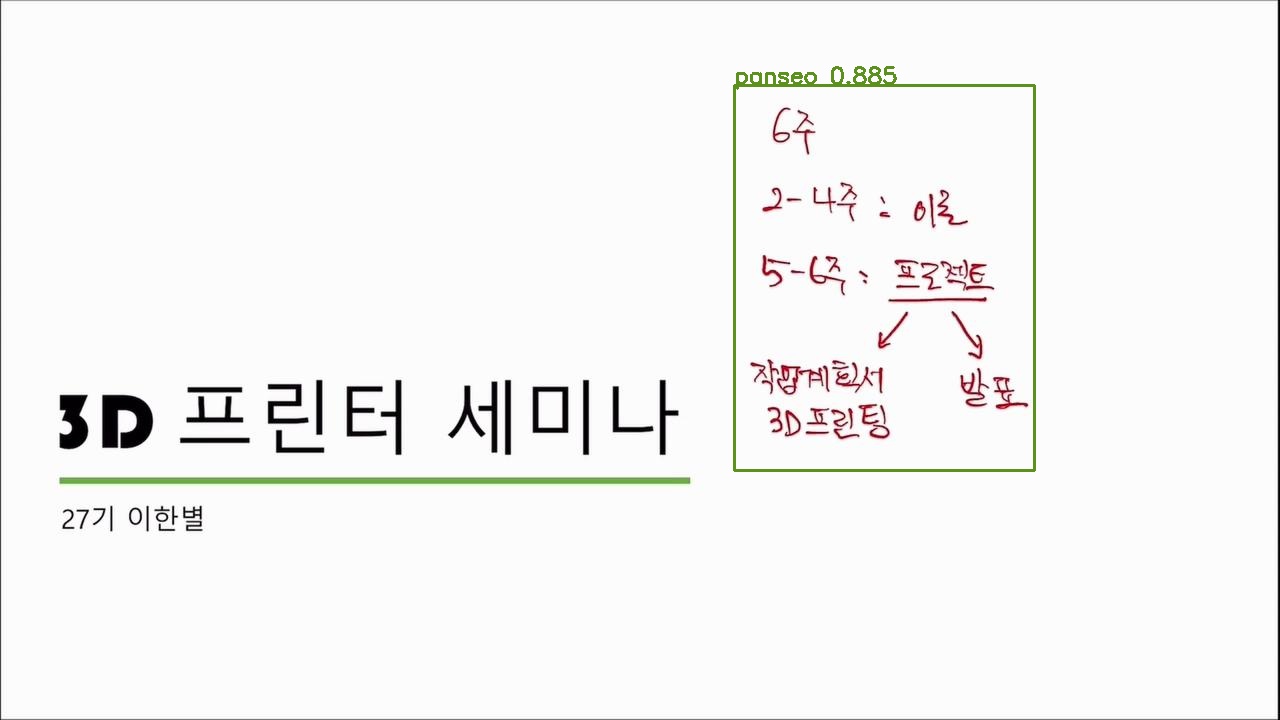 panseo 0.885
6주
2-4주 : 이론
5-6주 : 프로젝트
작업계획서
3D프린팅
발표
3D 프린터 세미나
27기 이한별